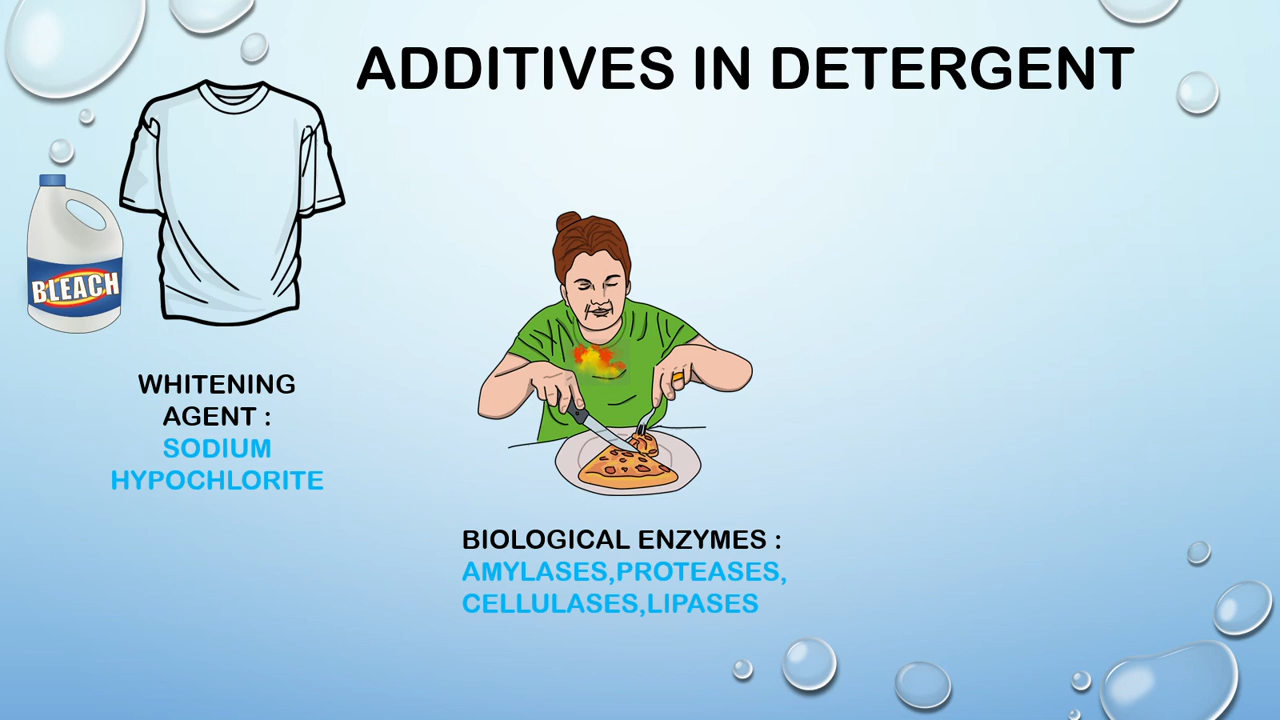 ADDITIVES IN DETERGENT
BLEACH
WHITENING
AGENT :
SODIUM
HYPOCHLORITE
BIOLOGICAL ENZYMES :
AMYLASES,PROTEASES,
CELLULASES,LIPASES